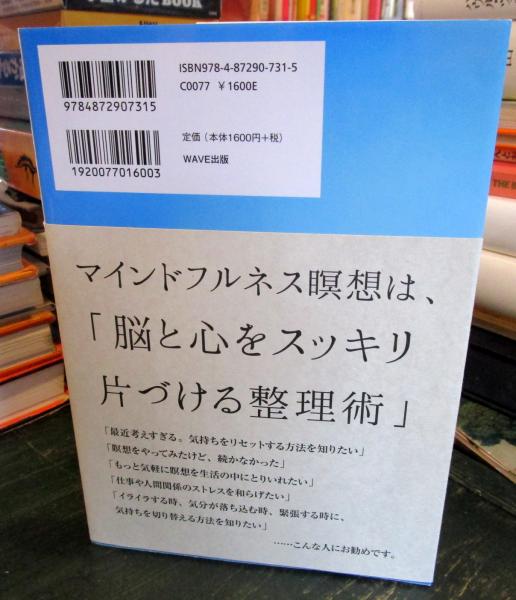 ISBN978-4-87290-731-5
C0077 ￥1600E
9784872907315
定価（本体1600円+税）
WAVE出版
1920077016003
マインドフルネス瞑想は、
「脳と心をスッキリ
片づける整理術」
「最近考えすぎる。気持ちをリセットする方法を知りたい」
「瞑想をやってみたけど、続かなかった」
「もっと気軽に瞑想を生活の中にとりいれたい」
「仕事や人間関係のストレスを和らげたい」
「イライラする時、気分が落ち込む時、緊張する時に、
気持ちを切り替える方法を知りたい」
……こんな人にお勧めです。